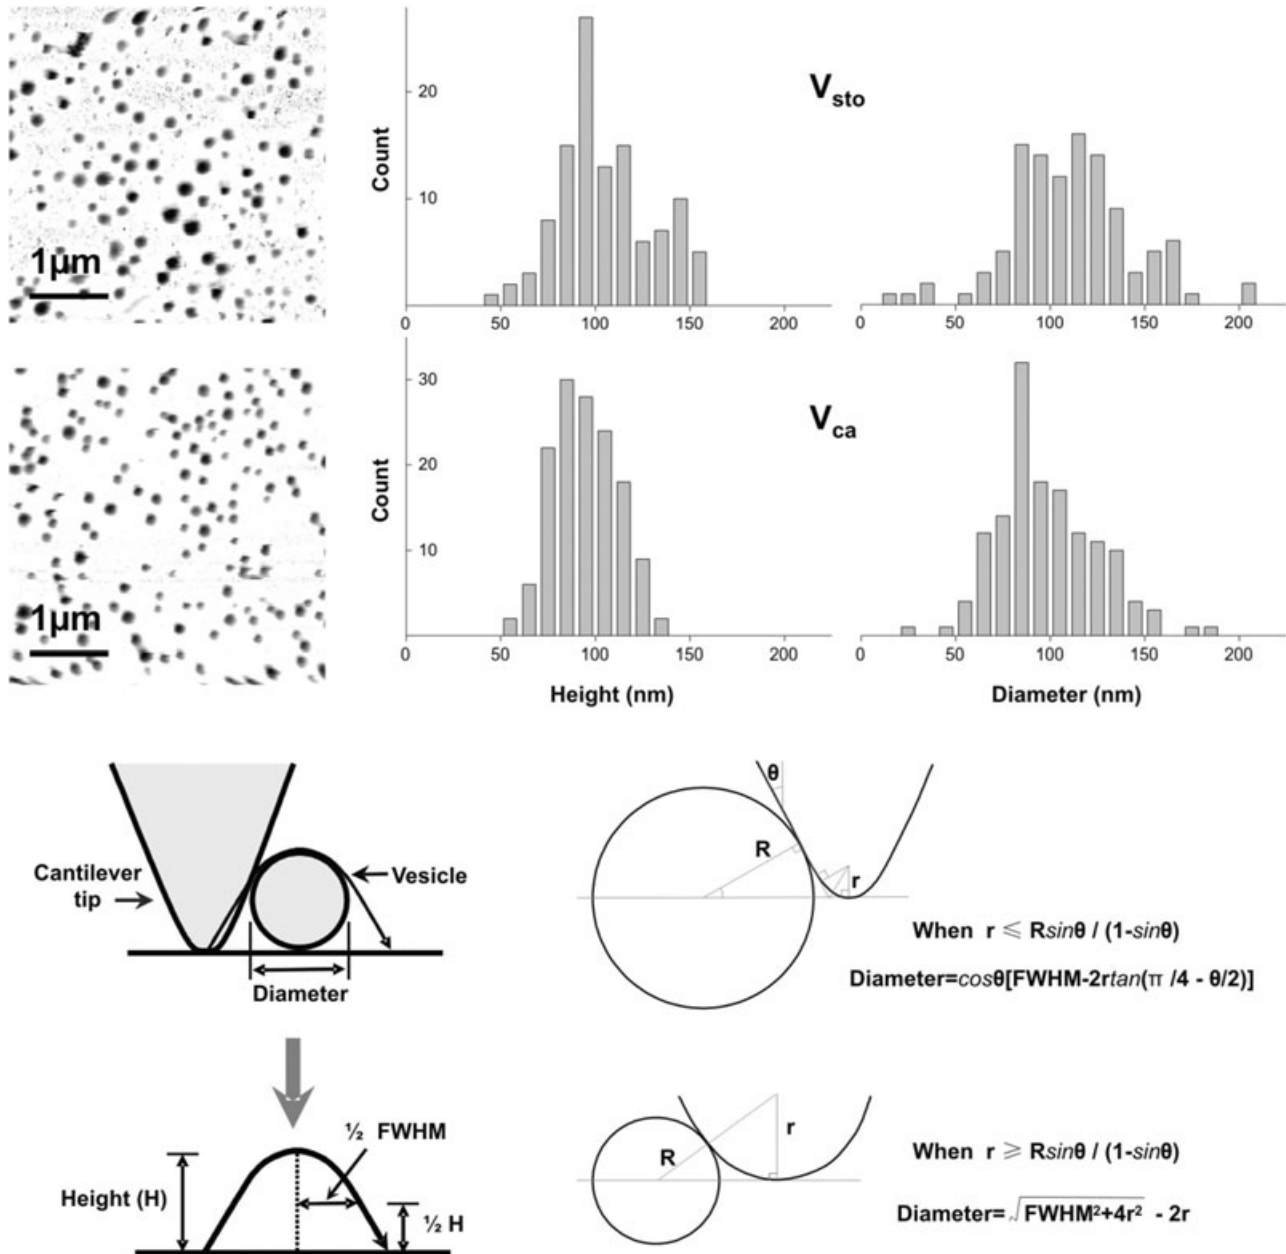 1µm
20
10
Count
0
50
100
150
200
V_sto
0
50
100
150
200
1µm
30
20
10
Count
0
50
100
150
200
Height (nm)
V_ca
0
50
100
150
200
Diameter (nm)
Cantilever
tip
Vesicle
Diameter
θ
R
r
When r ⩽ Rsinθ / (1-sinθ)
Diameter=cosθ[FWHM-2rtan(π /4 - θ/2)]
½ FWHM
Height (H)
½ H
R
r
When r ⩾ Rsinθ / (1-sinθ)
Diameter=√FWHM²+4r² - 2r